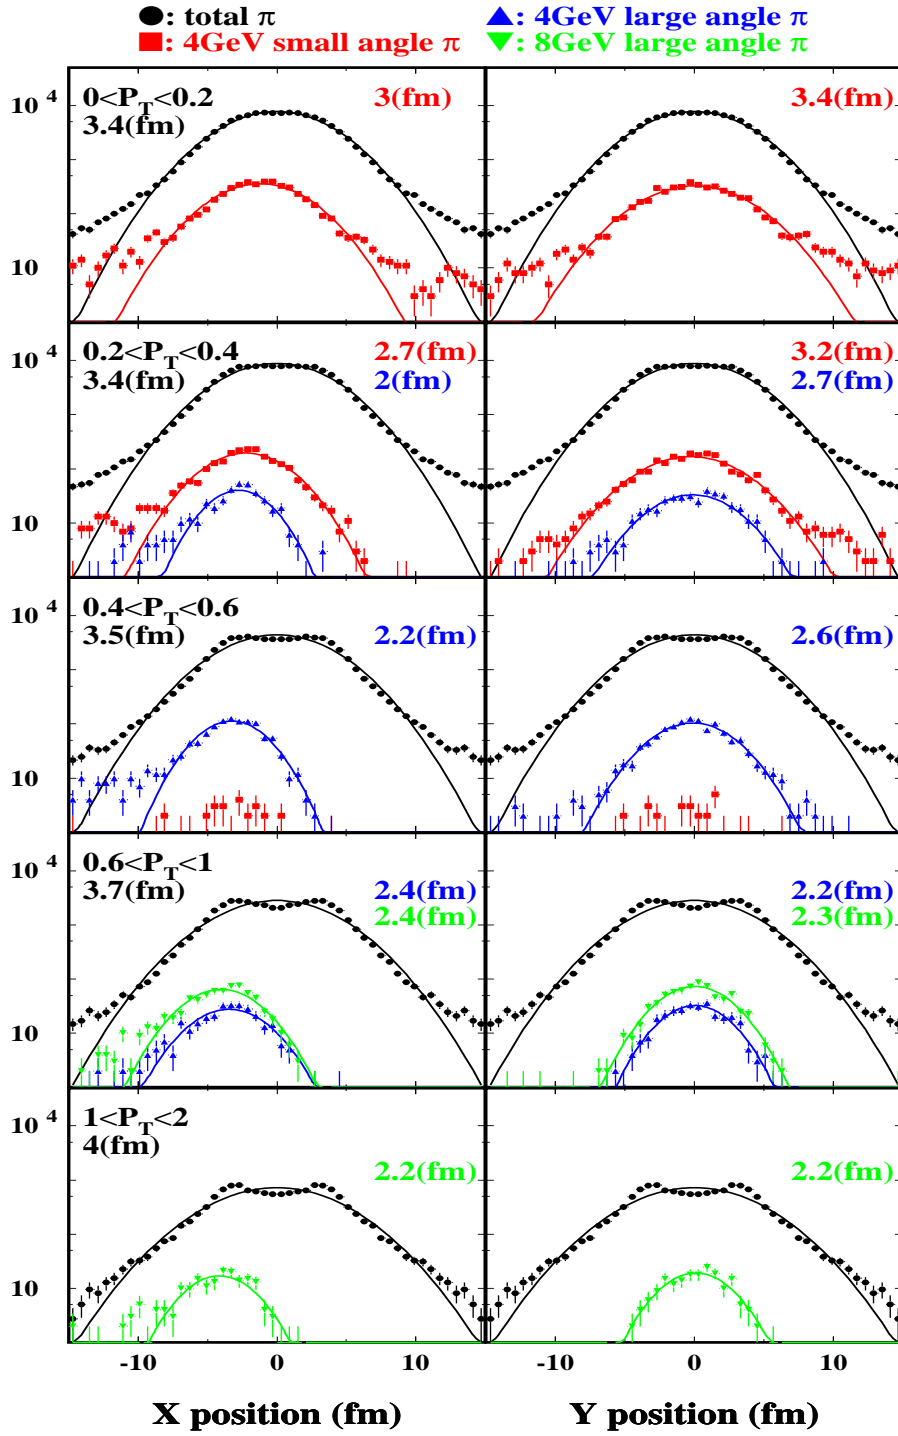 ●: total π ▲: 4GeV large angle π
■: 4GeV small angle π ▼: 8GeV large angle π
10 4 0<P_T<0.2 3(fm) 3.4(fm)
3.4(fm)
10
10 4 0.2<P_T<0.4 2.7(fm) 3.2(fm)
3.4(fm) 2(fm) 2.7(fm)
10
10 4 0.4<P_T<0.6
3.5(fm) 2.2(fm) 2.6(fm)
10
10 4 0.6<P_T<1
3.7(fm) 2.4(fm) 2.2(fm)
2.4(fm) 2.3(fm)
10
10 4 1<P_T<2
4(fm)
2.2(fm) 2.2(fm)
10
-10 0 10 -10 0 10
X position (fm) Y position (fm)